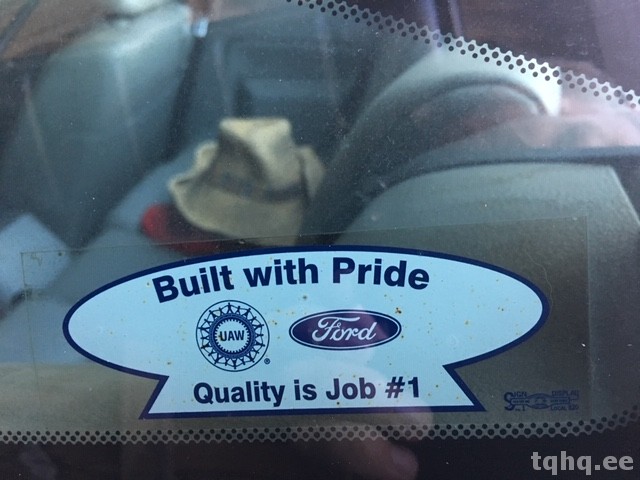 Built with Pride
UAW
®
Ford
Quality is Job #1
tqhq.ee